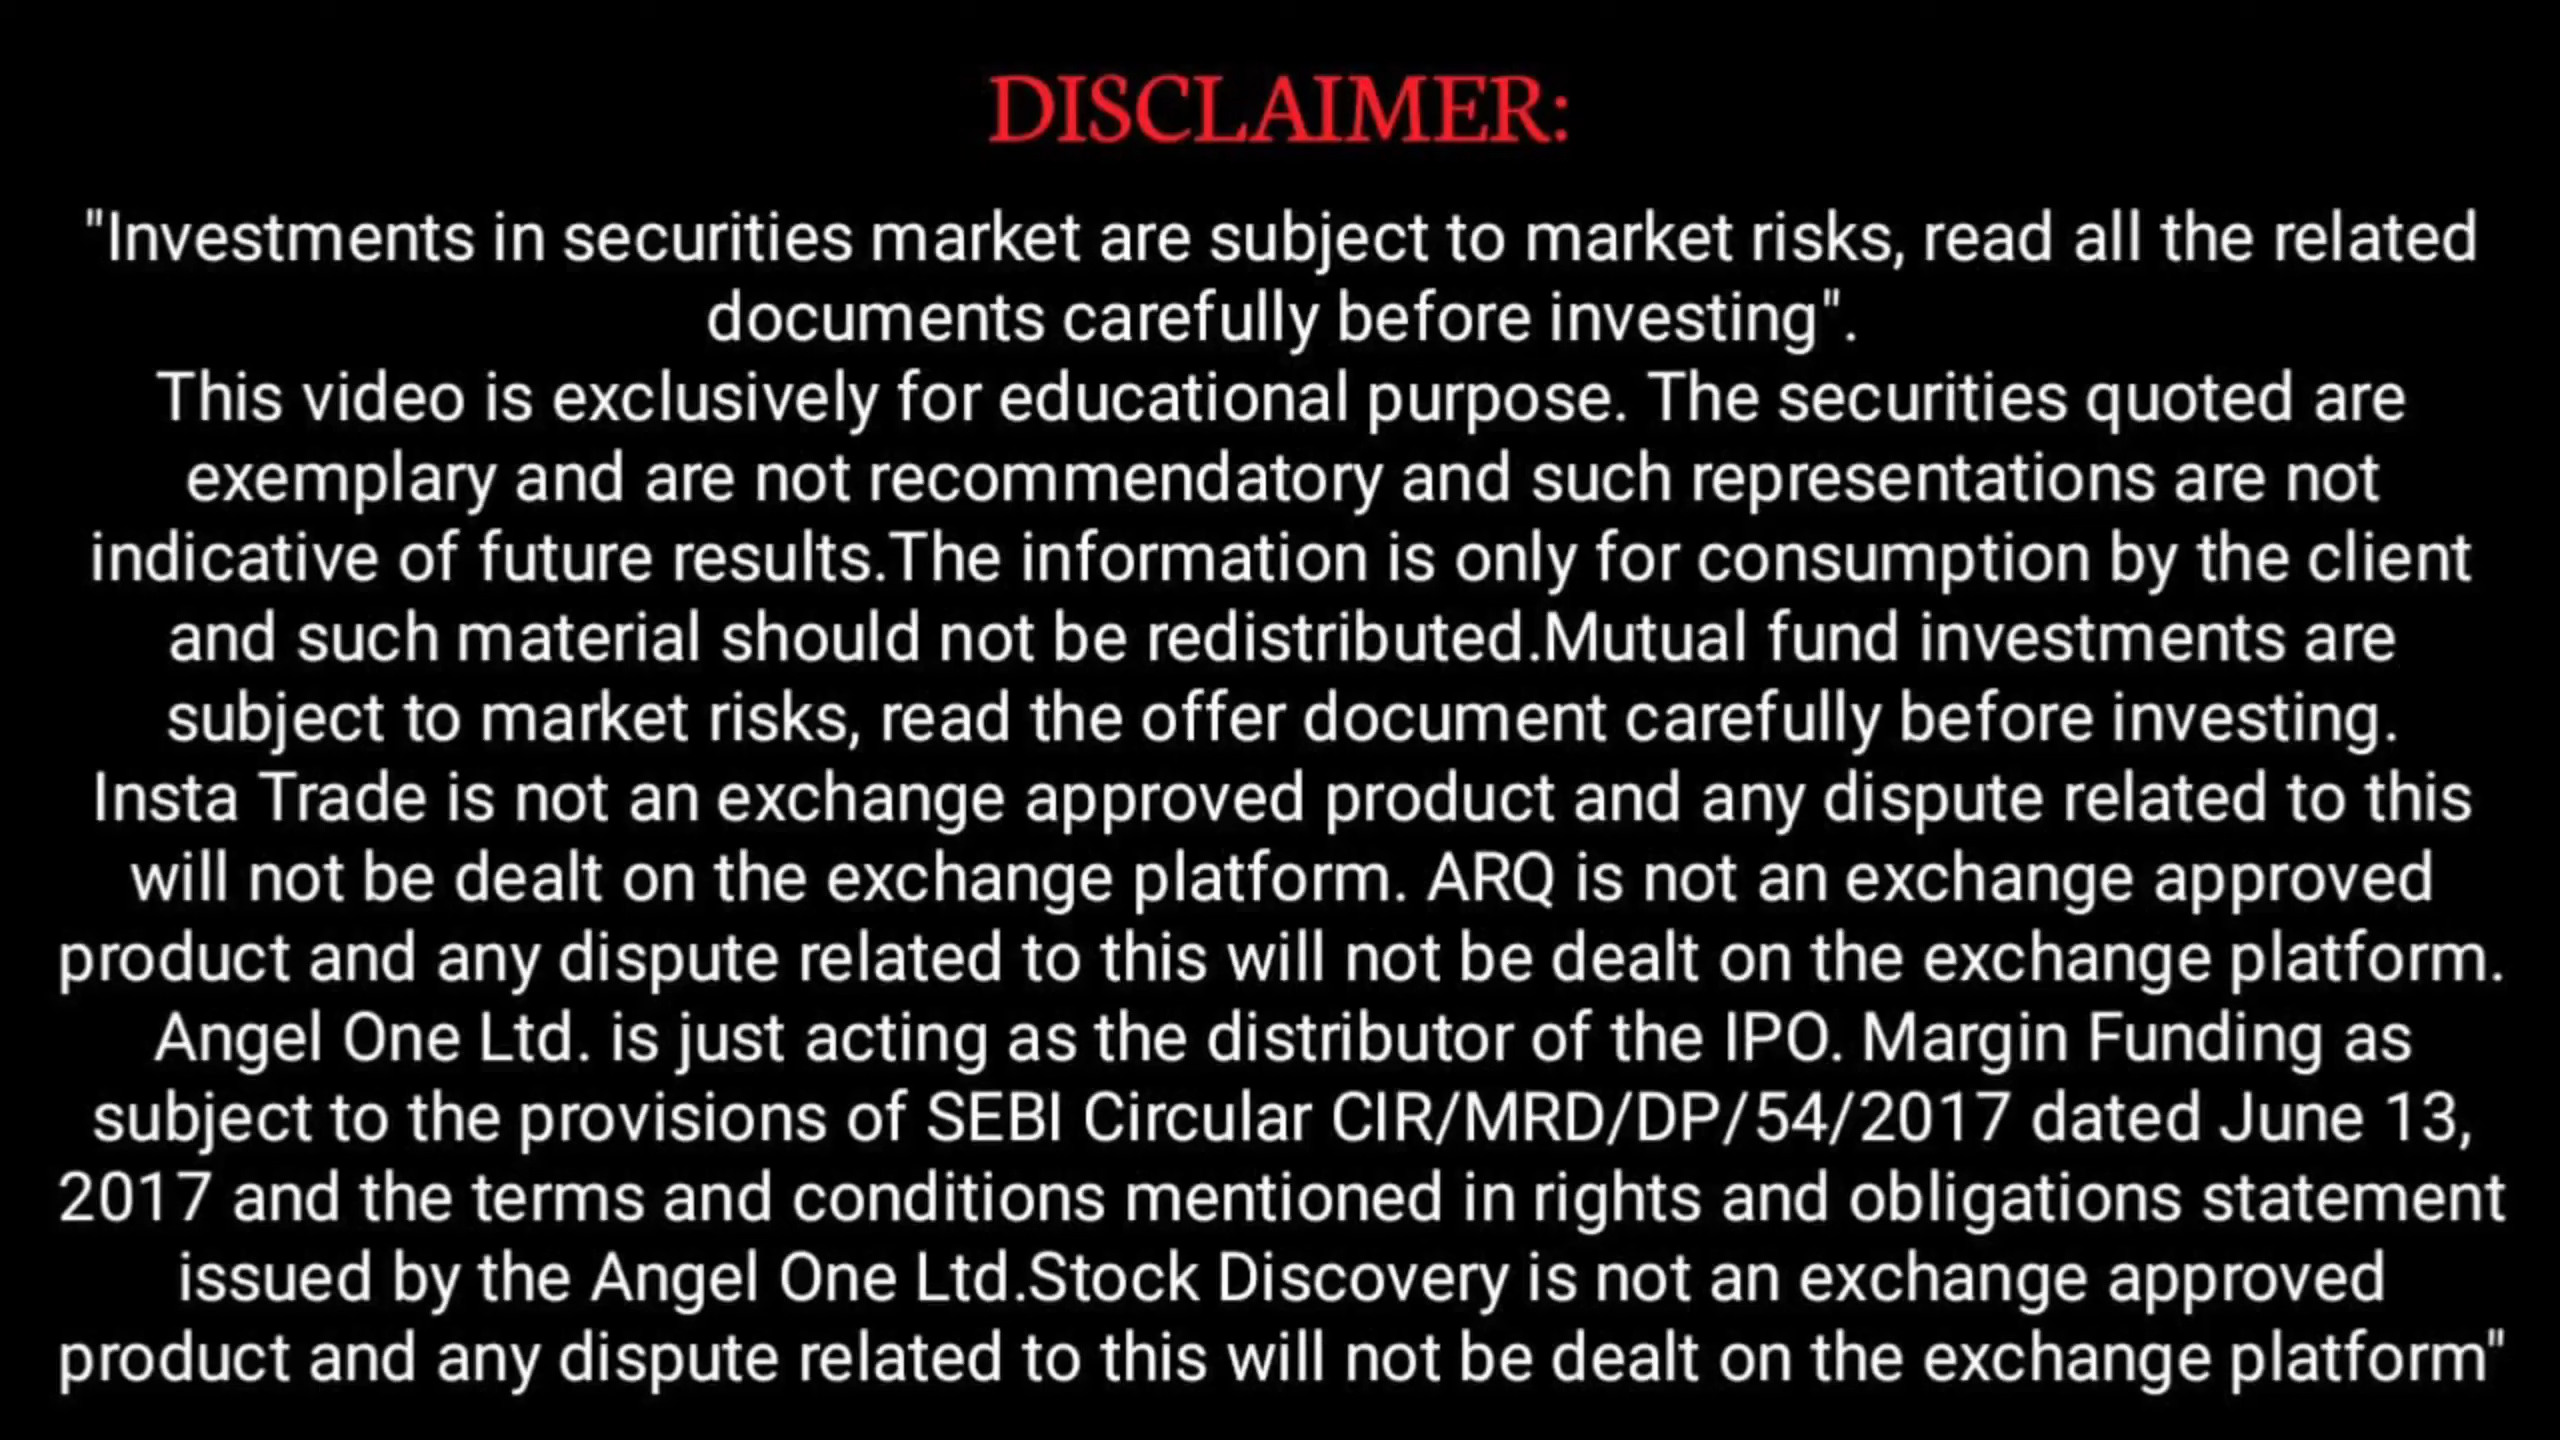 DISCLAIMER:
"Investments in securities market are subject to market risks, read all the related
documents carefully before investing".
This video is exclusively for educational purpose. The securities quoted are
exemplary and are not recommendatory and such representations are not
indicative of future results.The information is only for consumption by the client
and such material should not be redistributed.Mutual fund investments are
subject to market risks, read the offer document carefully before investing.
Insta Trade is not an exchange approved product and any dispute related to this
will not be dealt on the exchange platform. ARQ is not an exchange approved
product and any dispute related to this will not be dealt on the exchange platform.
Angel One Ltd. is just acting as the distributor of the IPO. Margin Funding as
subject to the provisions of SEBI Circular CIR/MRD/DP/54/2017 dated June 13,
2017 and the terms and conditions mentioned in rights and obligations statement
issued by the Angel One Ltd.Stock Discovery is not an exchange approved
product and any dispute related to this will not be dealt on the exchange platform"